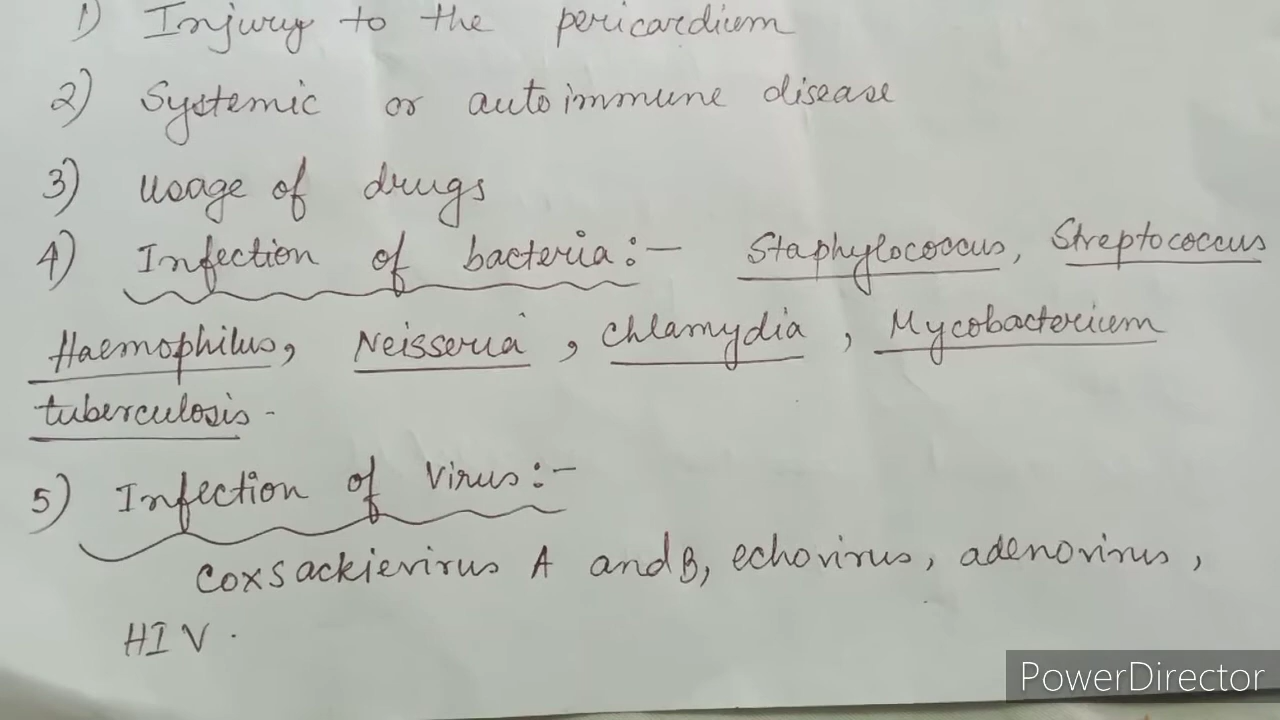 1) Injury to the pericardium
2) Systemic or autoimmune disease
3) Usage of drugs
4) Infection of bacteria:- Staphylococcus, Streptococcus
Haemophilus, Neisseria, Chlamydia, Mycobacterium
tuberculosis-
5) Infection of Virus:-
Coxsackievirus A and B, echovirus, adenovirus,
HIV.
PowerDirector